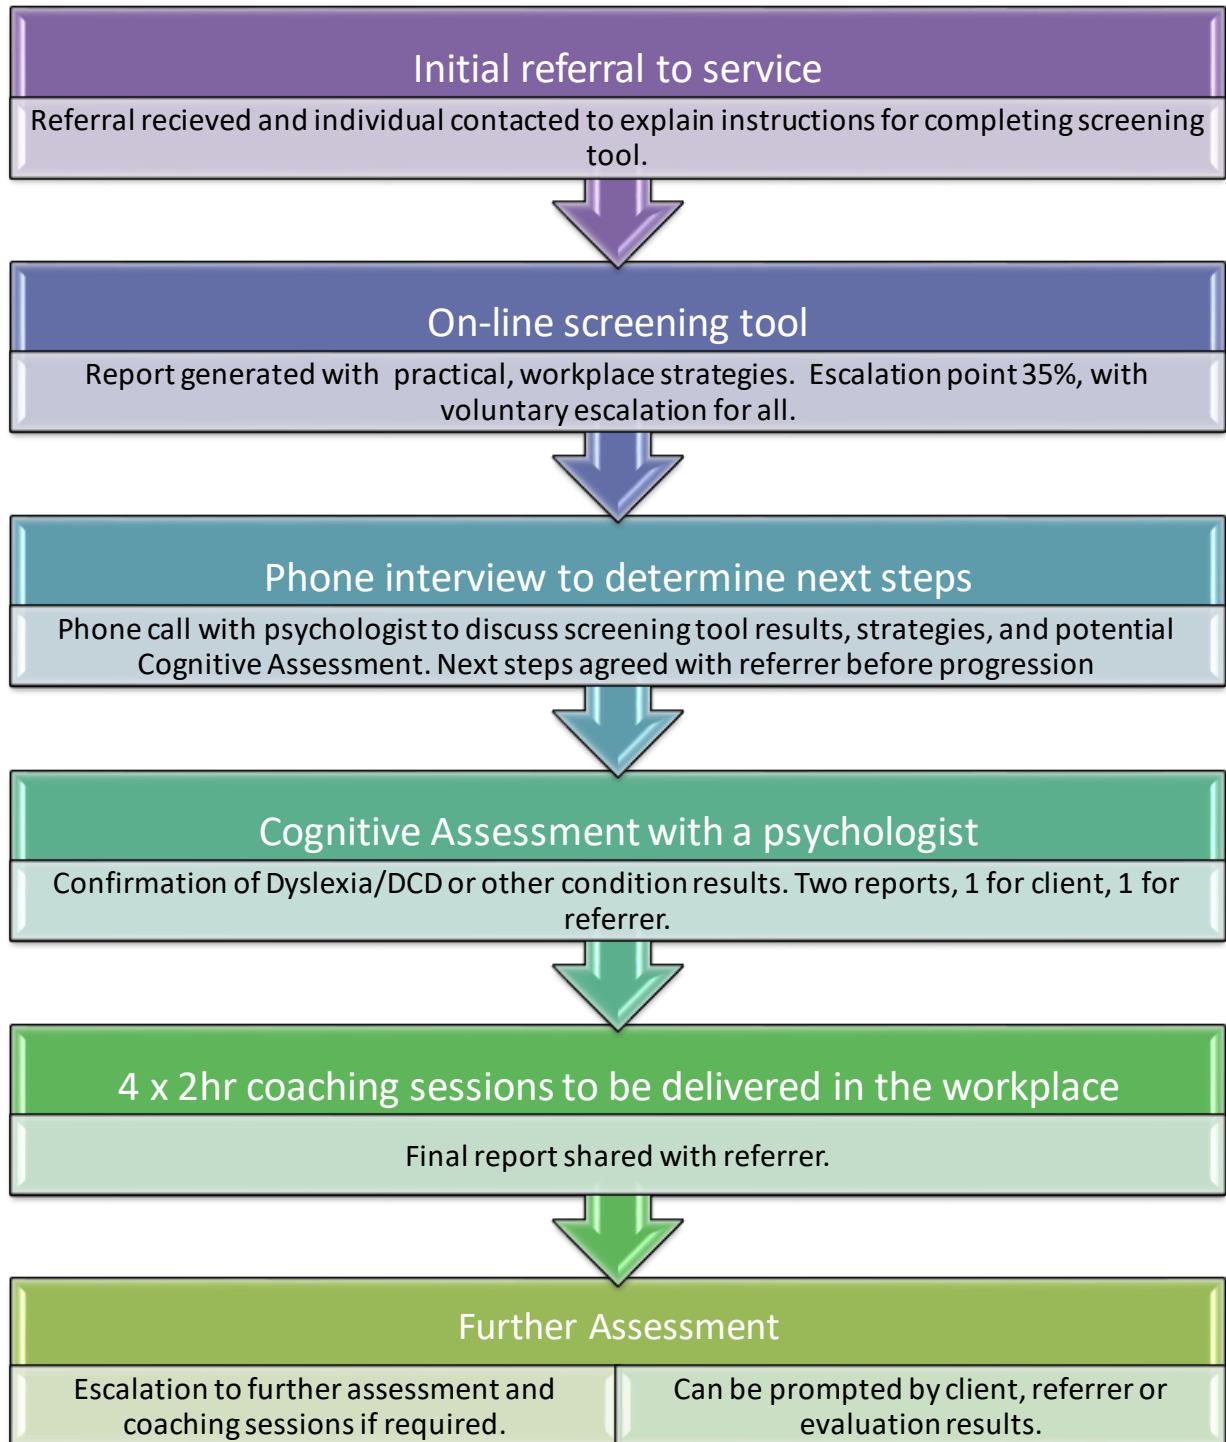 Initial referral to service
Referral recieved and individual contacted to explain instructions for completing screening
tool.
On-line screening tool
Report generated with practical, workplace strategies. Escalation point 35%, with
voluntary escalation for all.
Phone interview to determine next steps
Phone call with psychologist to discuss screening tool results, strategies, and potential
Cognitive Assessment. Next steps agreed with referrer before progression
Cognitive Assessment with a psychologist
Confirmation of Dyslexia/DCD or other condition results. Two reports, 1 for client, 1 for
referrer.
4 x 2hr coaching sessions to be delivered in the workplace
Final report shared with referrer.
Further Assessment
Escalation to further assessment and
coaching sessions if required.
Can be prompted by client, referrer or
evaluation results.